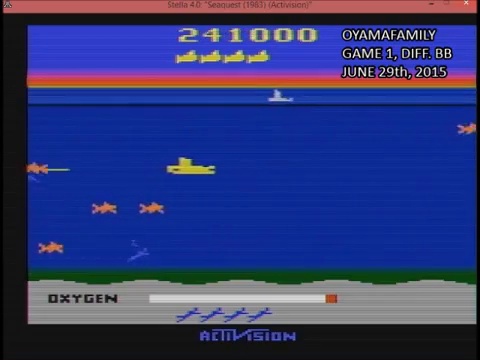 Stella 4.0: "Seaquest (1983) (Activision)"
241000
OYAMAFAMILY
GAME 1, DIFF. BB
JUNE 29th, 2015
OXYGEN
ACTIVISION